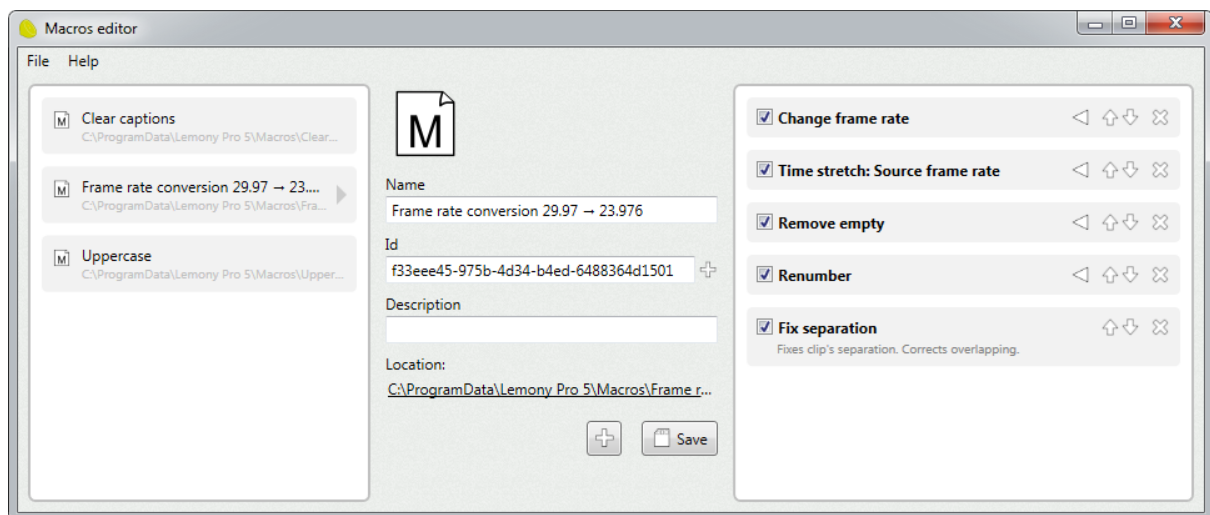 Macros editor
File Help
Clear captions
C:\ProgramData\Lemony Pro 5\Macros\Clear...
Frame rate conversion 29.97 → 23....
C:\ProgramData\Lemony Pro 5\Macros\Fra...
Uppercase
C:\ProgramData\Lemony Pro 5\Macros\Upper...
M
Name
Frame rate conversion 29.97 → 23.976
Id
f33eee45-975b-4d34-b4ed-6488364d1501
Description
Location:
C:\ProgramData\Lemony Pro 5\Macros\Frame r...
Save
Change frame rate
Time stretch: Source frame rate
Remove empty
Renumber
Fix separation
Fixes clip's separation. Corrects overlapping.